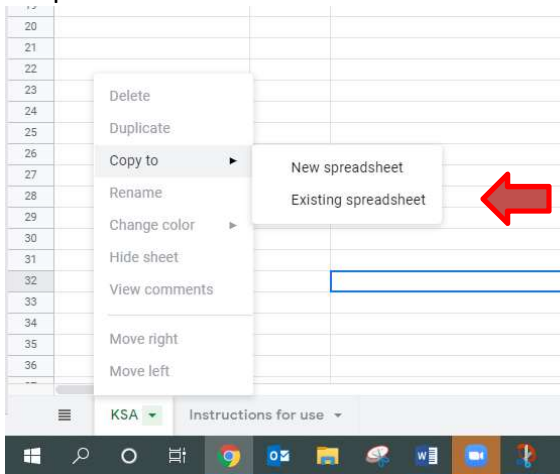 20
21
22
23
24
25
26
27
28
29
30
31
32
33
34
35
36
Delete
Duplicate
Copy to
Rename
Change color
Hide sheet
View comments
Move right
Move left
New spreadsheet
Existing spreadsheet
KSA
Instructions for use